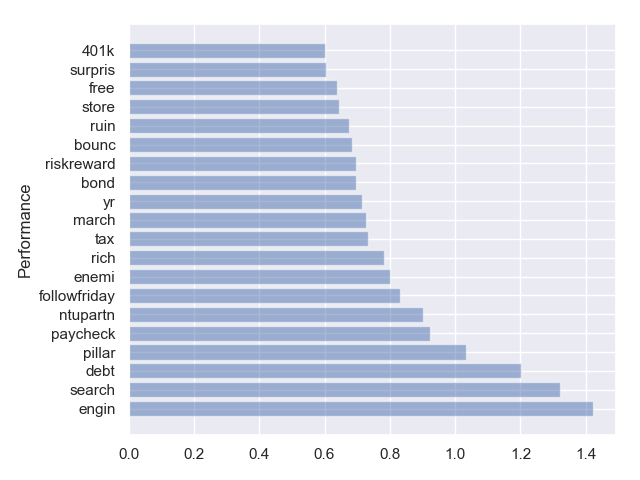 401k
surpris
free
store
ruin
bounc
riskreward
bond
yr
march
tax
rich
enemi
followfriday
ntupartn
paycheck
pillar
debt
search
engin
Performance
0.0 0.2 0.4 0.6 0.8 1.0 1.2 1.4